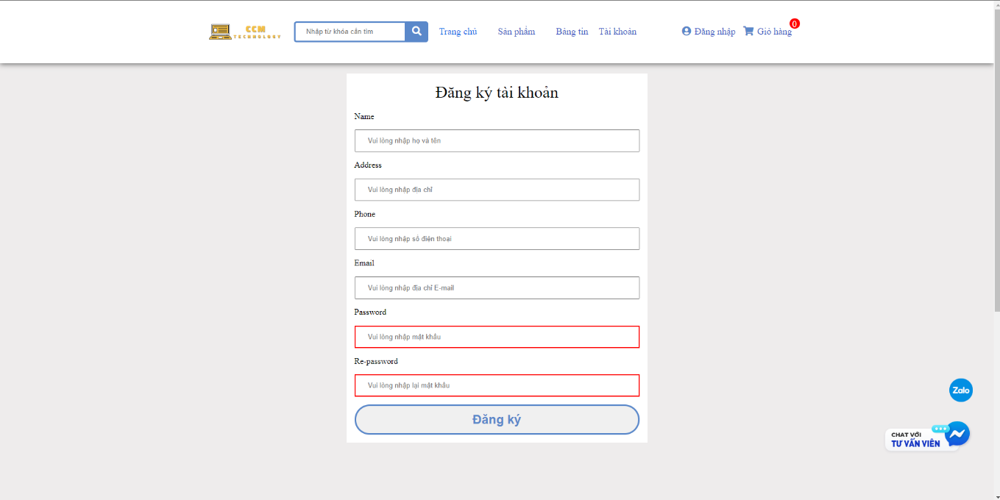 CCM
TECHNOLOGY
Nhập từ khóa cần tìm
Trang chủ
Sản phẩm
Bảng tin
Tài khoản
Đăng nhập
Giỏ hàng
0
Đăng ký tài khoản
Name
Vui lòng nhập họ và tên
Address
Vui lòng nhập địa chỉ
Phone
Vui lòng nhập số điện thoại
Email
Vui lòng nhập địa chỉ E-mail
Password
Vui lòng nhập mật khẩu
Re-password
Vui lòng nhập lại mật khẩu
Đăng ký
Zalo
CHAT VỚI
TƯ VẤN VIÊN